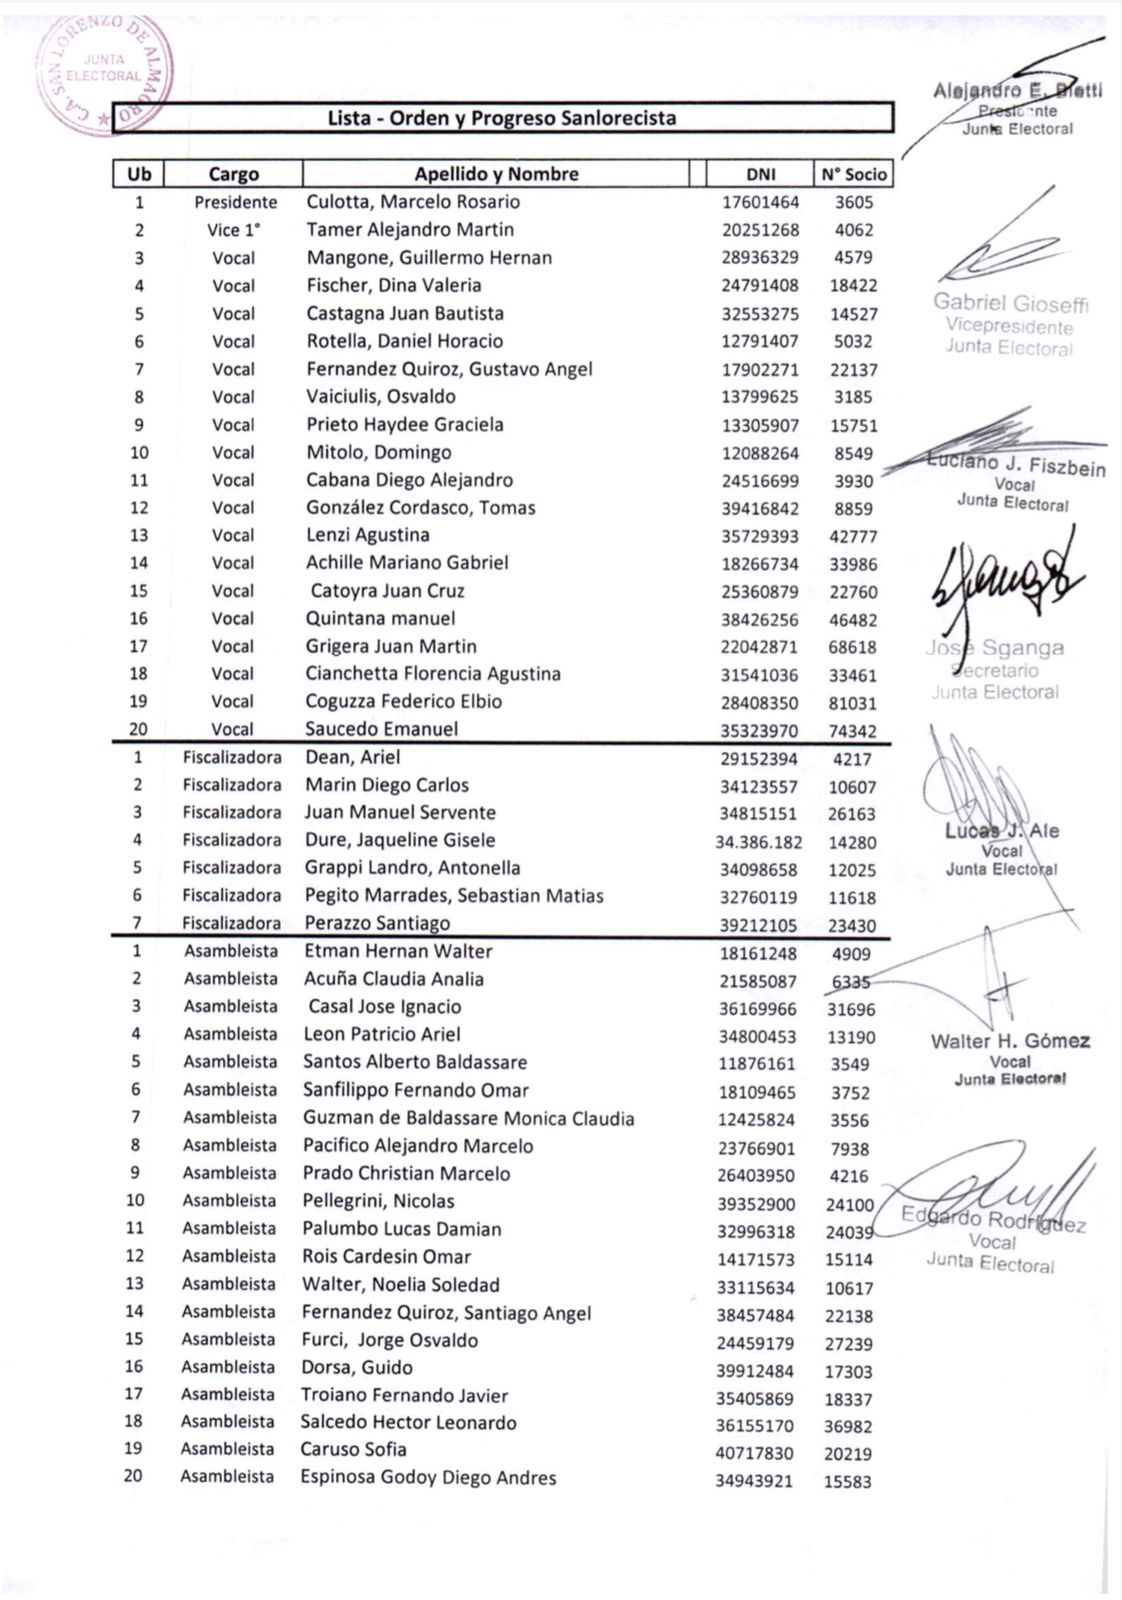 C.A. SAN LORENZO DE ALMAGRO
JUNTA
ELECTORAL
Lista - Orden y Progreso Sanlorecista
Ub Cargo Apellido y Nombre DNI N° Socio
1 Presidente Culotta, Marcelo Rosario 17601464 3605
2 Vice 1° Tamer Alejandro Martin 20251268 4062
3 Vocal Mangone, Guillermo Hernan 28936329 4579
4 Vocal Fischer, Dina Valeria 24791408 18422
5 Vocal Castagna Juan Bautista 32553275 14527
6 Vocal Rotella, Daniel Horacio 12791407 5032
7 Vocal Fernandez Quiroz, Gustavo Angel 17902271 22137
8 Vocal Vaiciulis, Osvaldo 13799625 3185
9 Vocal Prieto Haydee Graciela 13305907 15751
10 Vocal Mitolo, Domingo 12088264 8549
11 Vocal Cabana Diego Alejandro 24516699 3930
12 Vocal González Cordasco, Tomas 39416842 8859
13 Vocal Lenzi Agustina 35729393 42777
14 Vocal Achille Mariano Gabriel 18266734 33986
15 Vocal Catoyra Juan Cruz 25360879 22760
16 Vocal Quintana manuel 38426256 46482
17 Vocal Grigera Juan Martin 22042871 68618
18 Vocal Cianchetta Florencia Agustina 31541036 33461
19 Vocal Coguzza Federico Elbio 28408350 81031
20 Vocal Saucedo Emanuel 35323970 74342
1 Fiscalizadora Dean, Ariel 29152394 4217
2 Fiscalizadora Marin Diego Carlos 34123557 10607
3 Fiscalizadora Juan Manuel Servente 34815151 26163
4 Fiscalizadora Dure, Jaqueline Gisele 34.386.182 14280
5 Fiscalizadora Grappi Landro, Antonella 34098658 12025
6 Fiscalizadora Pegito Marrades, Sebastian Matias 32760119 11618
7 Fiscalizadora Perazzo Santiago 39212105 23430
1 Asambleista Etman Hernan Walter 18161248 4909
2 Asambleista Acuña Claudia Analia 21585087 6335
3 Asambleista Casal Jose Ignacio 36169966 31696
4 Asambleista Leon Patricio Ariel 34800453 13190
5 Asambleista Santos Alberto Baldassare 11876161 3549
6 Asambleista Sanfilippo Fernando Omar 18109465 3752
7 Asambleista Guzman de Baldassare Monica Claudia 12425824 3556
8 Asambleista Pacifico Alejandro Marcelo 23766901 7938
9 Asambleista Prado Christian Marcelo 26403950 4216
10 Asambleista Pellegrini, Nicolas 39352900 24100
11 Asambleista Palumbo Lucas Damian 32996318 24039
12 Asambleista Rois Cardesin Omar 14171573 15114
13 Asambleista Walter, Noelia Soledad 33115634 10617
14 Asambleista Fernandez Quiroz, Santiago Angel 38457484 22138
15 Asambleista Furci, Jorge Osvaldo 24459179 27239
16 Asambleista Dorsa, Guido 39912484 17303
17 Asambleista Troiano Fernando Javier 35405869 18337
18 Asambleista Salcedo Hector Leonardo 36155170 36982
19 Asambleista Caruso Sofia 40717830 20219
20 Asambleista Espinosa Godoy Diego Andres 34943921 15583
Alejandro E.
Presidente
Junta Electoral
Gabriel Gioseffi
Vicepresidente
Junta Electoral
Luciano J. Fiszbein
Vocal
Junta Electoral
José Sganga
Secretario
Junta Electoral
Lucas J. Ale
Vocal
Junta Electoral
Walter H. Gómez
Vocal
Junta Electoral
Edgardo Rodríguez
Vocal
Junta Electoral